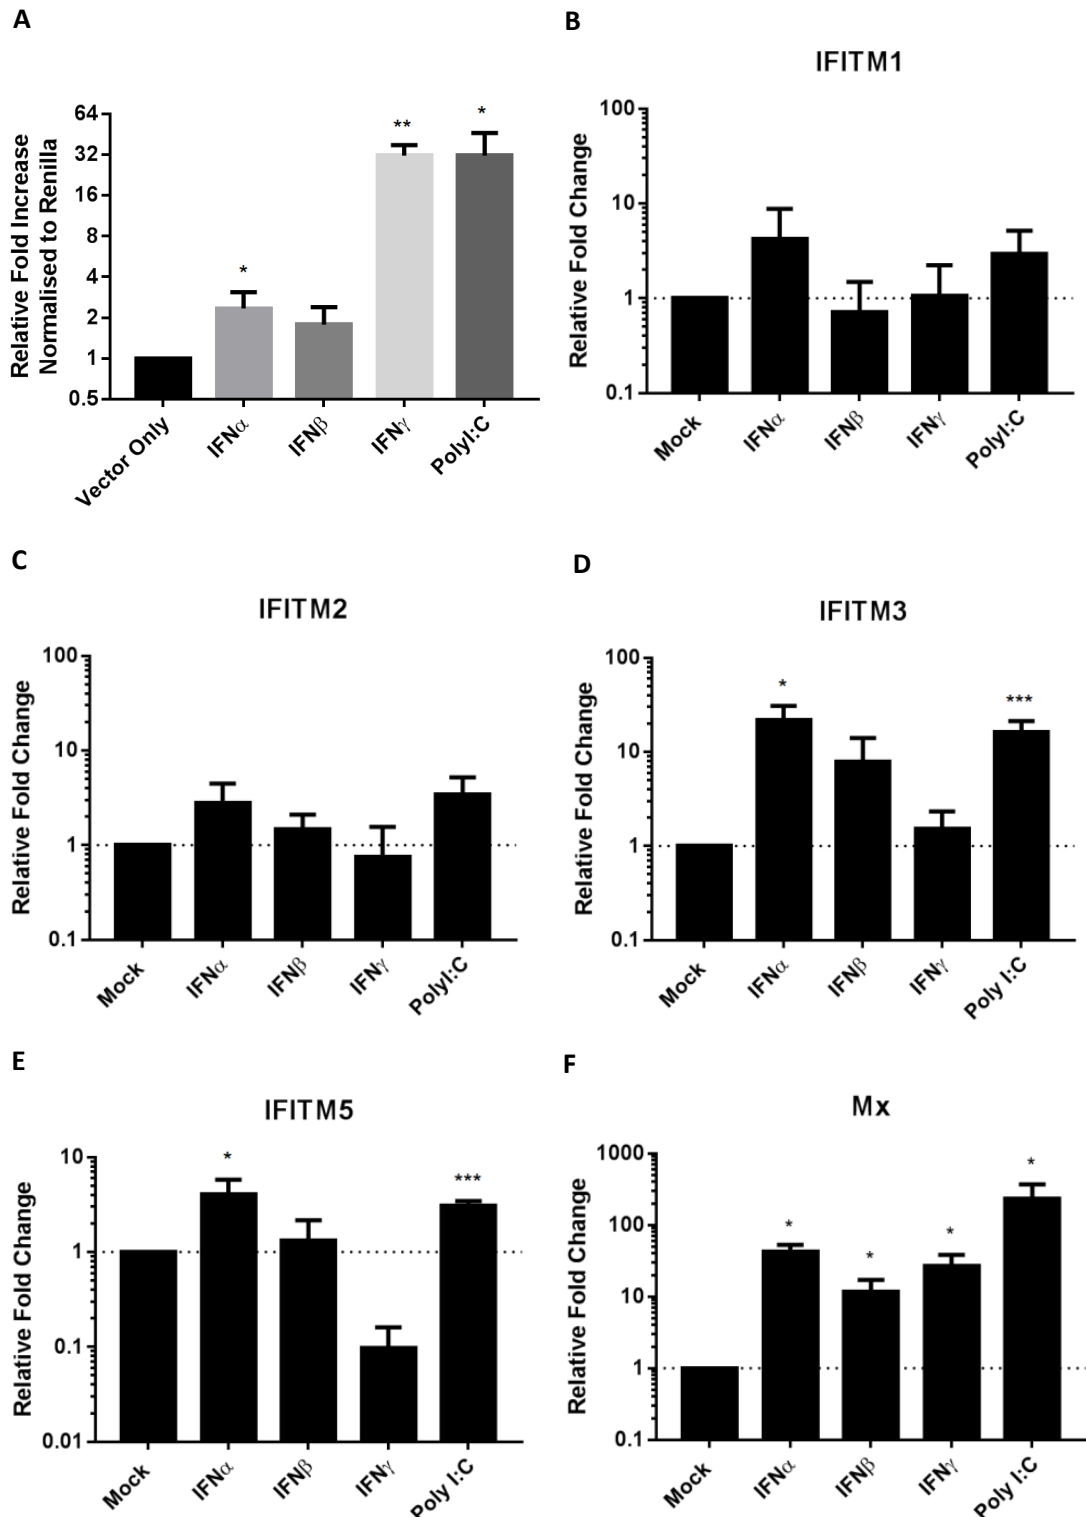 A
Relative Fold Increase
Normalised to Renilla
64
32
16
8
4
2
1
0.5
*
**
*
Vector Only
IFNα
IFNβ
IFNγ
PolyI:C
B
IFITM1
Relative Fold Change
100
10
1
0.1
Mock
IFNα
IFNβ
IFNγ
PolyI:C
C
IFITM2
Relative Fold Change
100
10
1
0.1
Mock
IFNα
IFNβ
IFNγ
PolyI:C
D
IFITM3
Relative Fold Change
100
10
1
0.1
*
***
Mock
IFNα
IFNβ
IFNγ
Poly I:C
E
IFITM5
Relative Fold Change
10
1
0.1
0.01
*
***
Mock
IFNα
IFNβ
IFNγ
Poly I:C
F
Mx
Relative Fold Change
1000
100
10
1
0.1
*
*
*
*
Mock
IFNα
IFNβ
IFNγ
Poly I:C